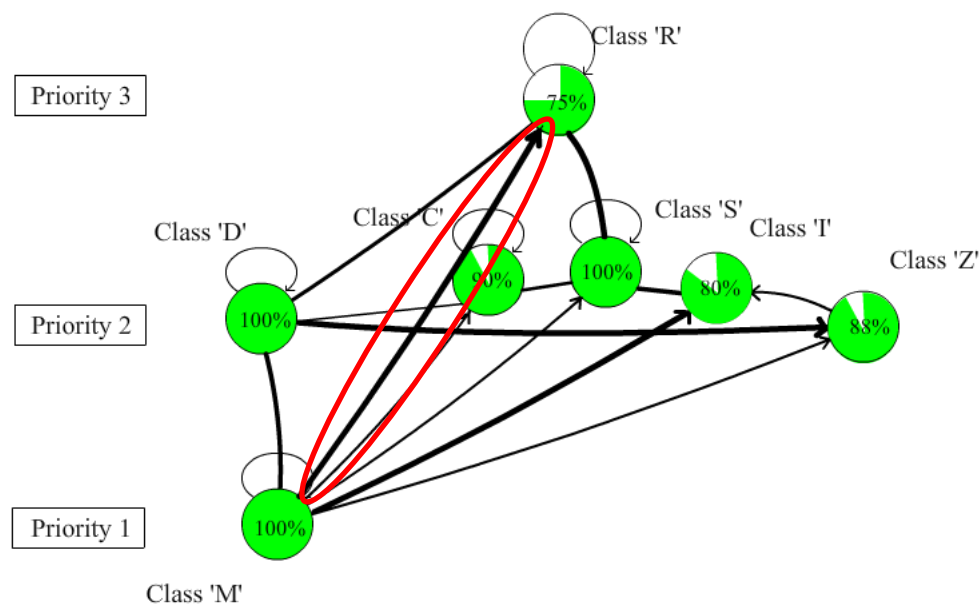 Class 'R'
Priority 3
75%
Class 'C'
Class 'S'
Class 'D'
Class 'I'
Class 'Z'
90%
100%
80%
Priority 2
100%
88%
Priority 1
100%
Class 'M'